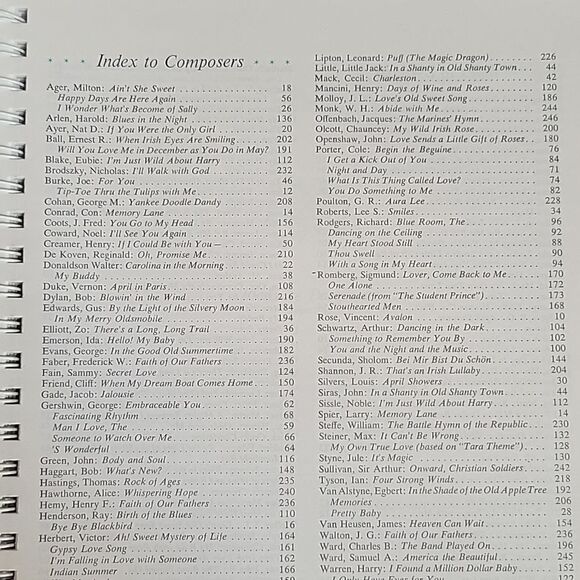 Index to Composers
Ager, Milton: Ain't She Sweet 18
Happy Days Are Here Again 56
I Wonder What's Become of Sally 26
Arlen, Harold: Blues in the Night 136
Ayer, Nat D.: If You Were the Only Girl 20
Ball, Ernest R.: When Irish Eyes Are Smiling 202
Will You Love Me in December as You Do in May? 191
Blake, Eubie: I'm Just Wild About Harry 112
Brodszky, Nicholas: I'll Walk with God 232
Burke, Joe: For You 46
Tip-Toe Thru the Tulips with Me 12
Cohan, George M.: Yankee Doodle Dandy 208
Conrad, Con: Memory Lane 14
Coots, J. Fred: You Go to My Head 156
Coward, Noel: I'll See You Again 114
Creamer, Henry: If I Could be With You — 50
De Koven, Reginald: Oh, Promise Me 210
Donaldson Walter: Carolina in the Morning 22
My Buddy 38
Duke, Vernon: April in Paris 108
Dylan, Bob: Blowin' in the Wind 216
Edwards, Gus: By the Light of the Silvery Moon 184
In My Merry Oldsmobile 194
Elliott, Zo: There's a Long, Long Trail 36
Emerson, Ida: Hello! My Baby 190
Evans, George: In the Good Old Summertime 182
Faber, Frederick W.: Faith of Our Fathers 236
Fain, Sammy: Secret Love 124
Friend, Cliff: When My Dream Boat Comes Home 150
Gade, Jacob: Jalousie 174
Gershwin, George: Embraceable You 62
Fascinating Rhythm 68
Man I Love, The 59
Someone to Watch Over Me 66
'S Wonderful 64
Green, John: Body and Soul 116
Haggart, Bob: What's New? 148
Hastings, Thomas: Rock of Ages 235
Hawthorne, Alice: Whispering Hope 240
Hemy, Henry F.: Faith of Our Fathers 236
Henderson, Ray: Birth of the Blues 110
Bye Bye Blackbird 16
Herbert, Victor: Ah! Sweet Mystery of Life 164
Gypsy Love Song 161
I'm Falling in Love with Someone 162
Indian Summer 166
159
Lipton, Leonard: Puff (The Magic Dragon) 226
Little, Little Jack: In a Shanty in Old Shanty Town 44
Mack, Cecil: Charleston 42
Mancini, Henry: Days of Wine and Roses 120
Molloy, J. L.: Love's Old Sweet Song 186
Monk, W. H.: Abide with me 244
Offenbach, Jacques: The Marines' Hymn 246
Olcott, Chauncey: My Wild Irish Rose 200
Openshaw, John: Love Sends a Little Gift of Roses 180
Porter, Cole: Begin the Beguine 76
I Get a Kick Out of You 84
Night and Day 71
What Is This Thing Called Love? 74
You Do Something to Me 82
Poulton, G. R.: Aura Lee 228
Roberts, Lee S.: Smiles 34
Rodgers, Richard: Blue Room, The 96
Dancing on the Ceiling 92
My Heart Stood Still 88
Thou Swell 90
With a Song in My Heart 94
Romberg, Sigmund: Lover, Come Back to Me 170
One Alone 172
Serenade (from "The Student Prince") 173
Stouthearted Men 168
Rose, Vincent: Avalon 10
Schwartz, Arthur: Dancing in the Dark 104
Something to Remember You By 102
You and the Night and the Music 100
Secunda, Sholom: Bei Mir Bist Du Schön 144
Shannon, J. R.: That's an Irish Lullaby 204
Silvers, Louis: April Showers 30
Siras, John: In a Shanty in Old Shanty Town 44
Sissle, Noble: I'm Just Wild About Harry 112
Spier, Larry: Memory Lane 14
Steffe, William: The Battle Hymn of the Republic 230
Steiner, Max: It Can't Be Wrong 132
My Own True Love (based on "Tara Theme") 128
Styne, Jule: It's Magic 130
Sullivan, Sir Arthur: Onward, Christian Soldiers 242
Tyson, Ian: Four Strong Winds 218
Van Alstyne, Egbert: In the Shade of the Old Apple Tree 192
Memories 206
Pretty Baby 28
Van Heusen, James: Heaven Can Wait 154
Walton, J. G.: Faith of Our Fathers 236
Ward, Charles B.: The Band Played On 196
Ward, Samuel A.: America the Beautiful 245
Warren, Harry: I Found a Million Dollar Baby 152
I Only Have Eyes for You